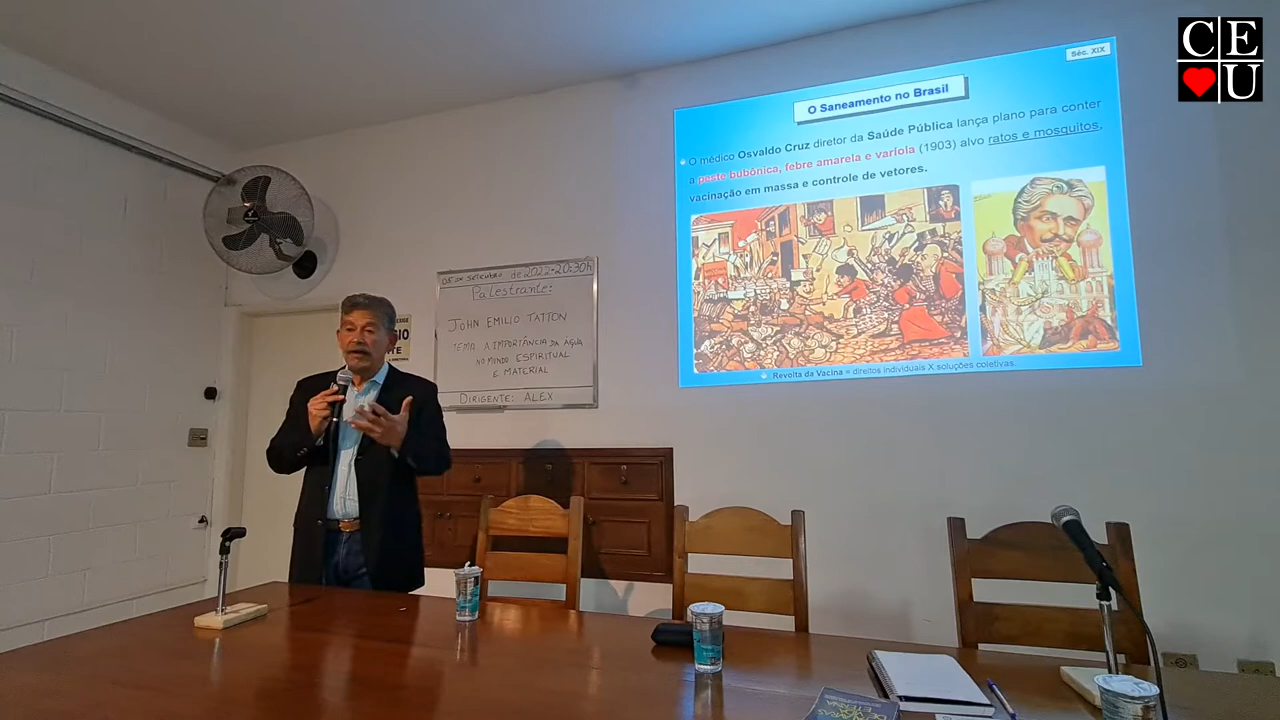 CE
U
Séc. XIX
O Saneamento no Brasil
O médico Osvaldo Cruz diretor da Saúde Pública lança plano para conter
a peste bubônica, febre amarela e varíola (1903) alvo ratos e mosquitos,
vacinação em massa e controle de vetores.
Revolta da Vacina = direitos individuais X soluções coletivas.
05 de setembro de 2022-20:30h
Palestrante:
JOHN EMILIO TATTON
TEMA: A IMPORTÂNCIA DA ÁGUA
NO MUNDO ESPIRITUAL
E MATERIAL
DIRIGENTE: ALEX